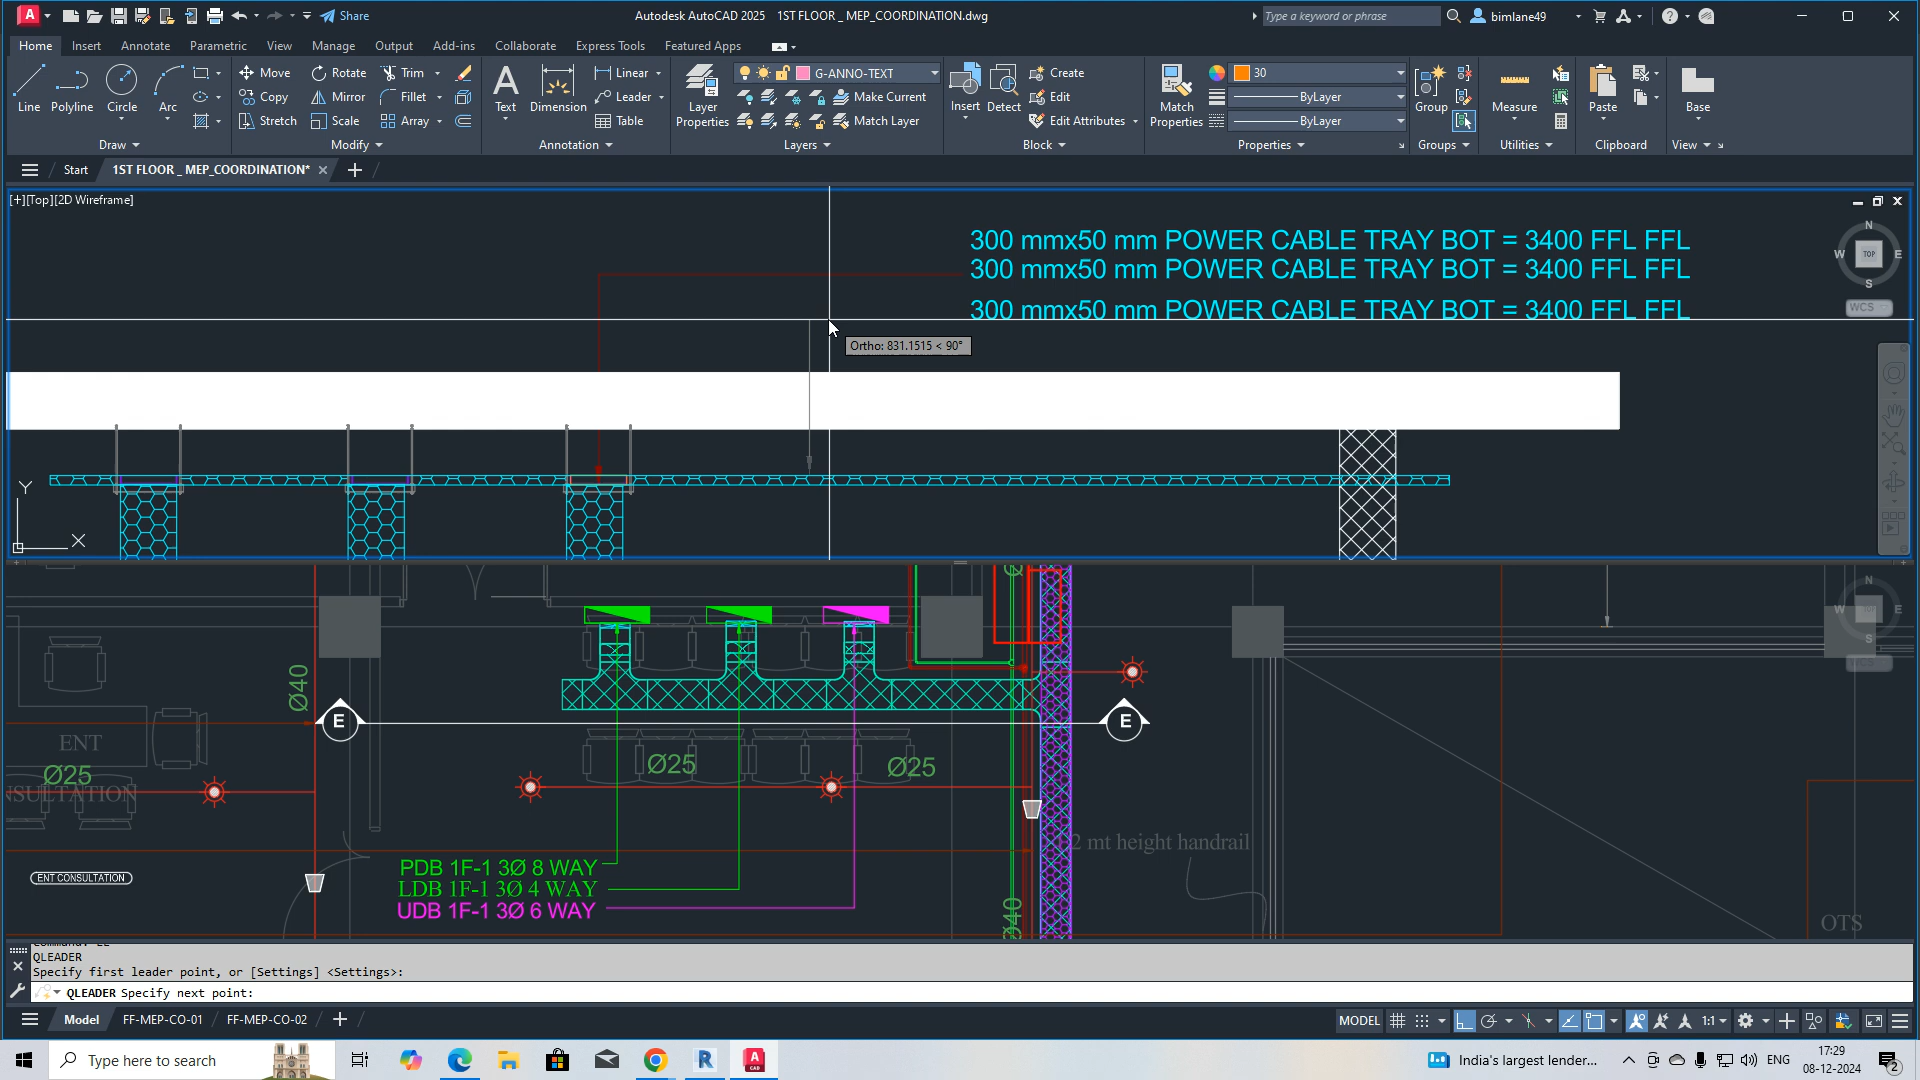 Share
Autodesk AutoCAD 2025 1ST FLOOR _ MEP_COORDINATION.dwg
Type a keyword or phrase
bimlane49
Home Insert Annotate Parametric View Manage Output Add-ins Collaborate Express Tools Featured Apps
Line Polyline Circle Arc
Move Rotate Trim
Copy Mirror Fillet
Stretch Scale Array
Text Dimension
Linear
Leader
Table
Layer Properties
G-ANNO-TEXT
Make Current
Match Layer
Insert Detect
Create
Edit
Edit Attributes
Match Properties
30
ByLayer
ByLayer
Group Measure Paste Base
Draw Modify Annotation Layers Block Properties Groups Utilities Clipboard View
Start 1ST FLOOR _ MEP_COORDINATION*
[+][Top][2D Wireframe]
300 mmx50 mm POWER CABLE TRAY BOT = 3400 FFL FFL
300 mmx50 mm POWER CABLE TRAY BOT = 3400 FFL FFL
300 mmx50 mm POWER CABLE TRAY BOT = 3400 FFL FFL
N
W TOP E
S
WCS
Ortho: 831.1515 < 90°
Y
X
N
W TOP E
S
WCS
Ø40
E E
ENT
Ø25 Ø25 Ø25
NSULTATION
2 mt height handrail
PDB 1F-1 3Ø 8 WAY
LDB 1F-1 3Ø 4 WAY
UDB 1F-1 3Ø 6 WAY
ENT CONSULTATION
Ø40
OTS
QLEADER
Specify first leader point, or [Settings] <Settings>:
QLEADER Specify next point:
Model FF-MEP-CO-01 FF-MEP-CO-02
MODEL 1:1
Type here to search
India's largest lender...
ENG
17:29
08-12-2024
2